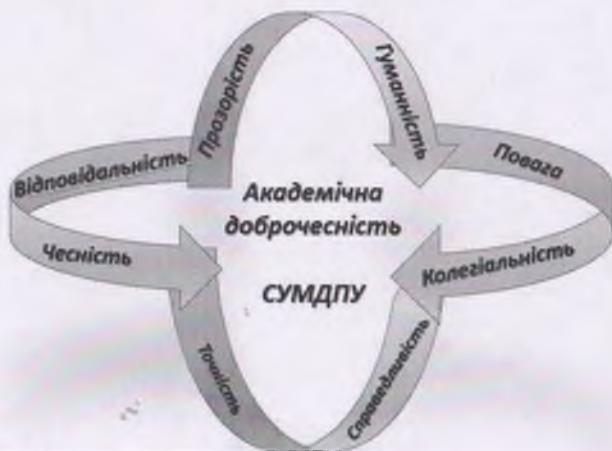 Прозорість
Гуманність
Відповідальність
Повага
Академічна
доброчесність
Чесність
Колегіальність
СУМДПУ
Точність
Справедливість